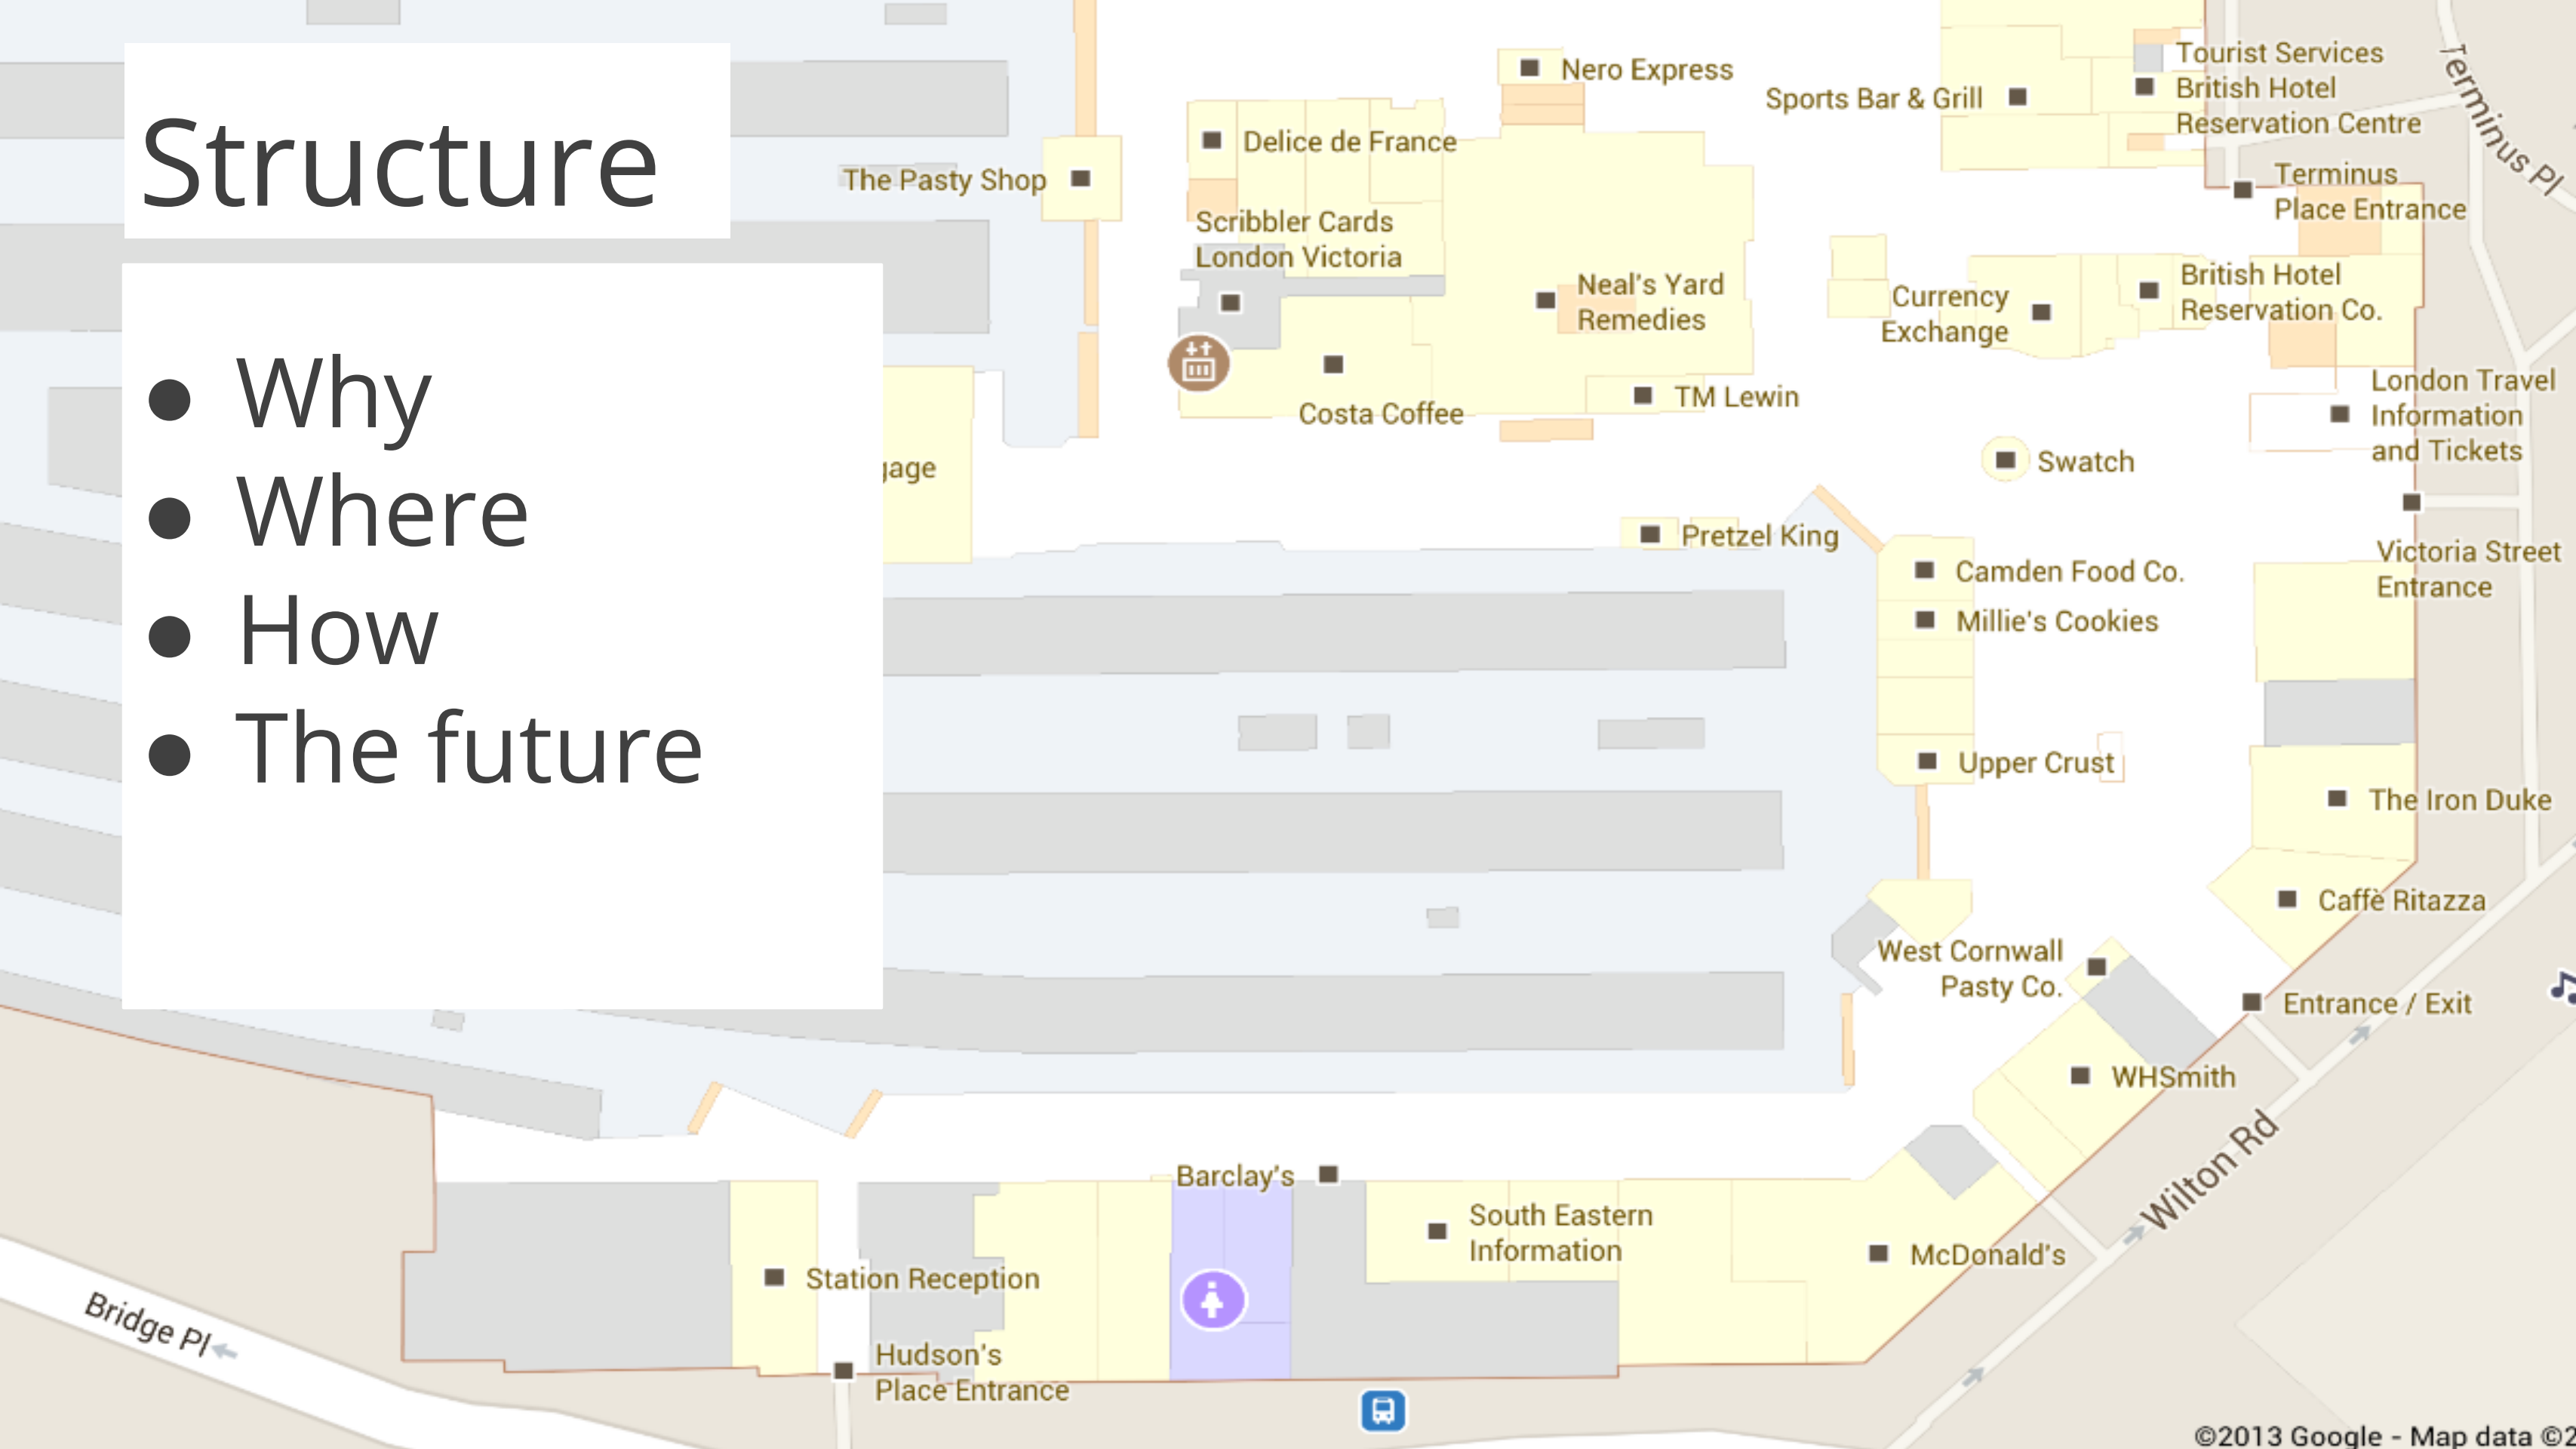 Structure
● Why
● Where
● How
● The future
Nero Express
Sports Bar & Grill
Tourist Services
British Hotel
Reservation Centre
Terminus Pl
Delice de France
The Pasty Shop
Terminus
Place Entrance
Scribbler Cards
London Victoria
Neal's Yard
Remedies
Currency
Exchange
British Hotel
Reservation Co.
Costa Coffee
TM Lewin
London Travel
Information
and Tickets
Swatch
Pretzel King
Camden Food Co.
Victoria Street
Entrance
Millie's Cookies
Upper Crust
The Iron Duke
Caffè Ritazza
West Cornwall
Pasty Co.
Entrance / Exit
WHSmith
Wilton Rd
Barclay's
South Eastern
Information
McDonald's
Station Reception
Bridge Pl
Hudson's
Place Entrance
©2013 Google - Map data